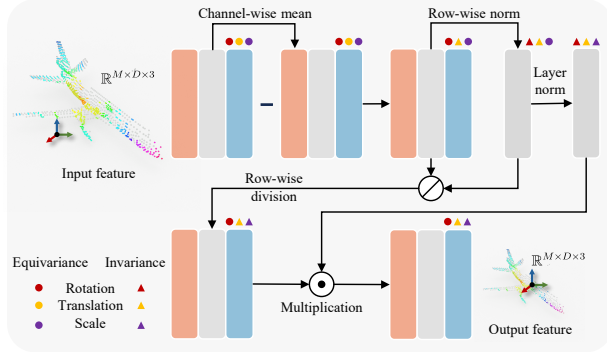 Channel-wise mean
Row-wise norm
ℝ^{M×D×3}
Layer
norm
Input feature
Row-wise
division
Equivariance
Invariance
Rotation
Translation
Scale
Multiplication
ℝ^{M×D×3}
Output feature